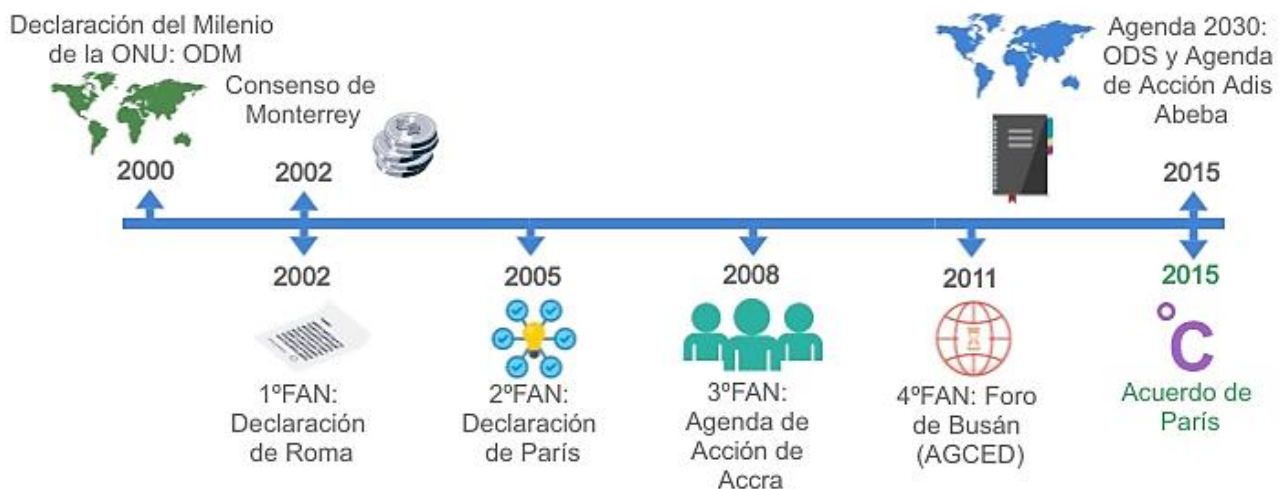 Declaración del Milenio
de la ONU: ODM
Consenso de
Monterrey
Agenda 2030:
ODS y Agenda
de Acción Adis
Abeba
2000
2002
2015
2002
2005
2008
2011
2015
1ºFAN:
Declaración
de Roma
2ºFAN:
Declaración
de París
3ºFAN:
Agenda de
Acción de
Accra
4ºFAN: Foro
de Busán
(AGCED)
°C
Acuerdo de
París